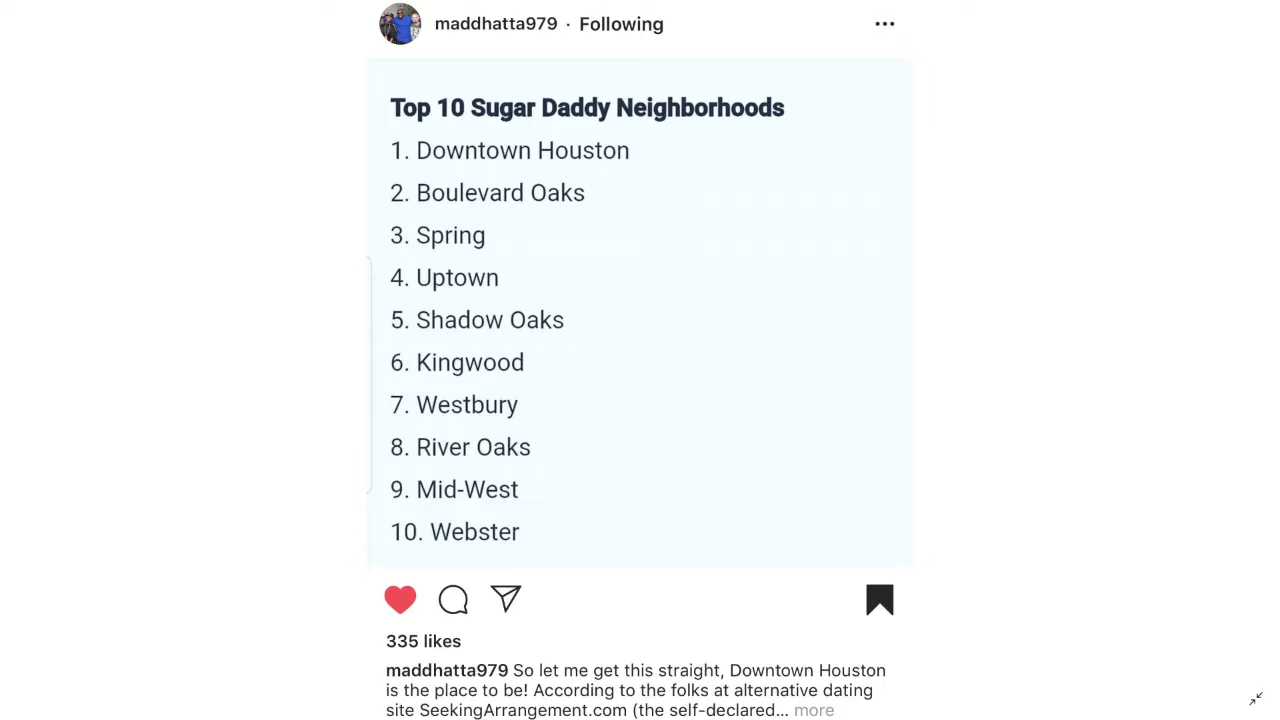 maddhatta979 · Following
Top 10 Sugar Daddy Neighborhoods
1. Downtown Houston
2. Boulevard Oaks
3. Spring
4. Uptown
5. Shadow Oaks
6. Kingwood
7. Westbury
8. River Oaks
9. Mid-West
10. Webster
335 likes
maddhatta979 So let me get this straight, Downtown Houston
is the place to be! According to the folks at alternative dating
site SeekingArrangement.com (the self-declared... more